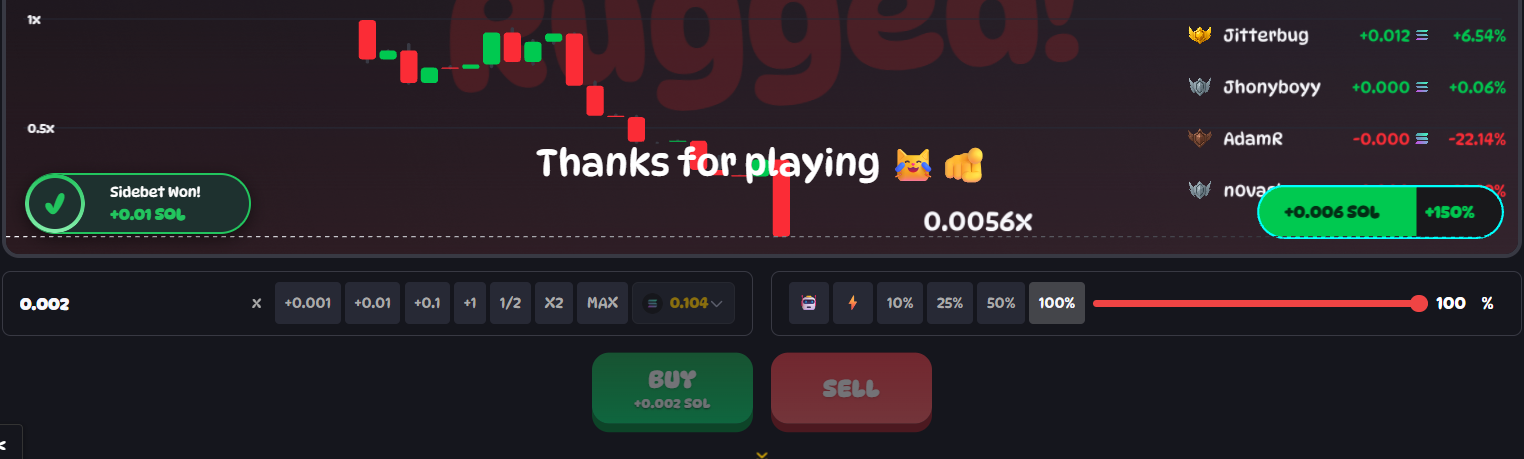 Rugged!
1x
0.5x
Jitterbug +0.012 +6.54%
Jhonyboyy +0.000 +0.06%
AdamR -0.000 -22.14%
Thanks for playing
Sidebet Won!
+0.01 SOL
+0.006 SOL +150%
0.0056x
0.002 X +0.001 +0.01 +0.1 +1 1/2 X2 MAX 0.104
10% 25% 50% 100% 100 %
BUY
+0.002 SOL
SELL